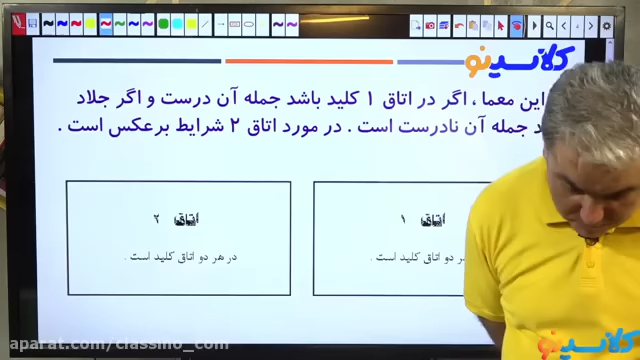 کلاسینو
این معما ، اگر در اتاق ۱ کلید باشد جمله آن درست و اگر جلاد
جمله آن نادرست است . در مورد اتاق ۲ شرایط برعکس است .
اتاق ۱
دو اتاق کلید است .
اتاق ۲
در هر دو اتاق کلید است .
aparat.com/classino_com
کلاسینو